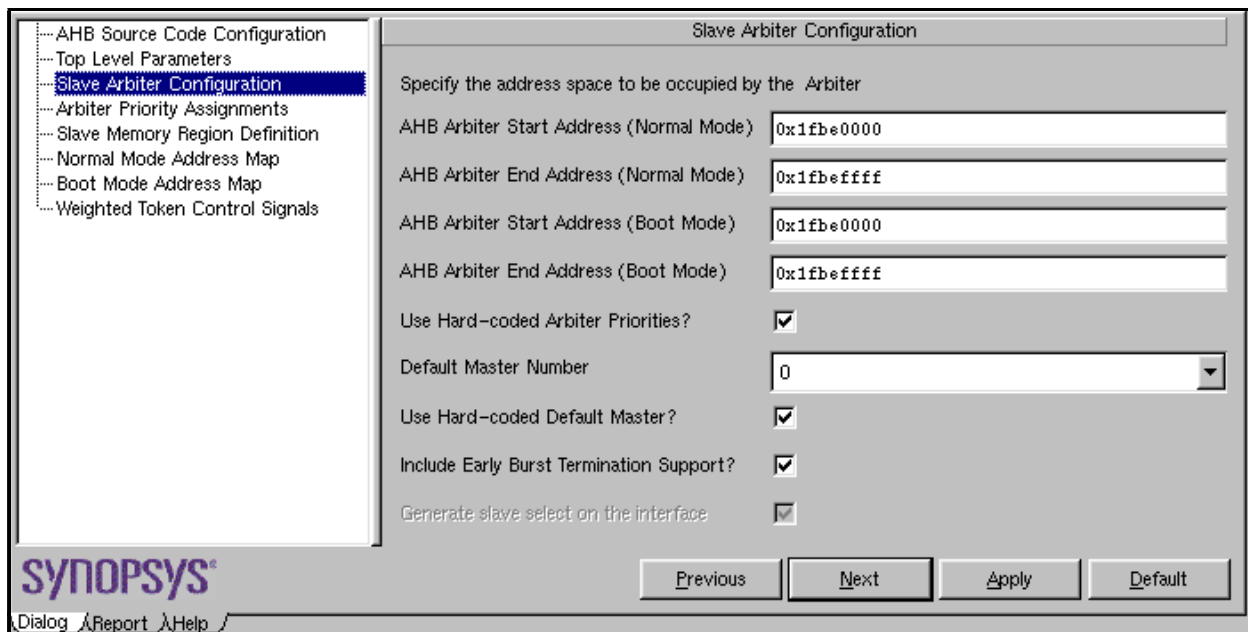 AHB Source Code Configuration
Top Level Parameters
Slave Arbiter Configuration
Arbiter Priority Assignments
Slave Memory Region Definition
Normal Mode Address Map
Boot Mode Address Map
Weighted Token Control Signals
Slave Arbiter Configuration
Specify the address space to be occupied by the Arbiter
AHB Arbiter Start Address (Normal Mode) 0x1fbe0000
AHB Arbiter End Address (Normal Mode) 0x1fbeffff
AHB Arbiter Start Address (Boot Mode) 0x1fbe0000
AHB Arbiter End Address (Boot Mode) 0x1fbeffff
Use Hard-coded Arbiter Priorities?
Default Master Number 0
Use Hard-coded Default Master?
Include Early Burst Termination Support?
Generate slave select on the interface
SYNOPSYS®
Previous Next Apply Default
Dialog Report Help